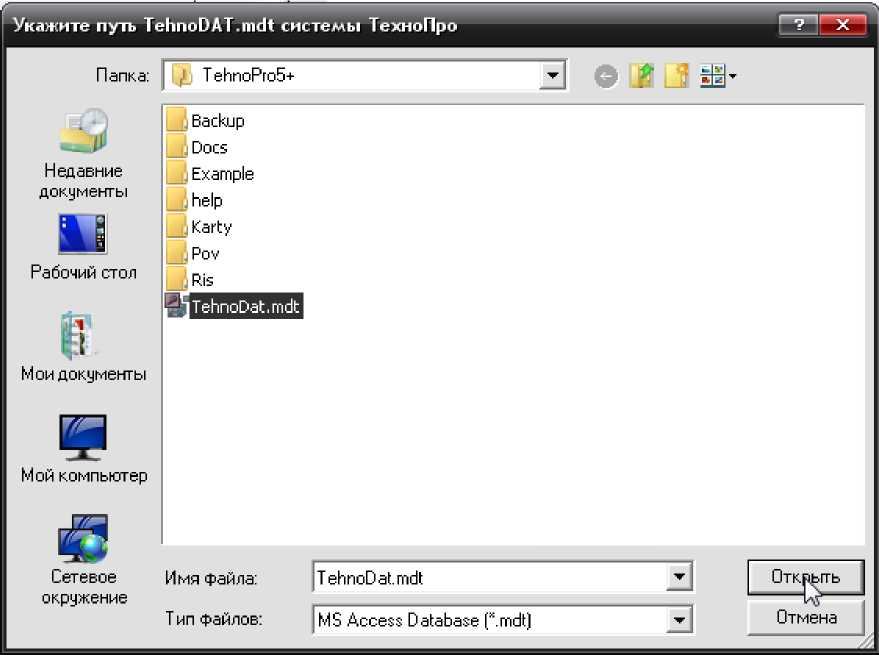 Укажите путь TehnoDAT.mdt системы ТехноПро
?
X
Папка:
TehnoPro5+
Недавние
документы
Рабочий стол
Мои документы
Мой компьютер
Сетевое
окружение
Backup
Docs
Example
help
Karty
Pov
Ris
TehnoDat.mdt
Имя файла:
TehnoDat.mdt
Открыть
Тип файлов:
MS Access Database (*.mdt)
Отмена